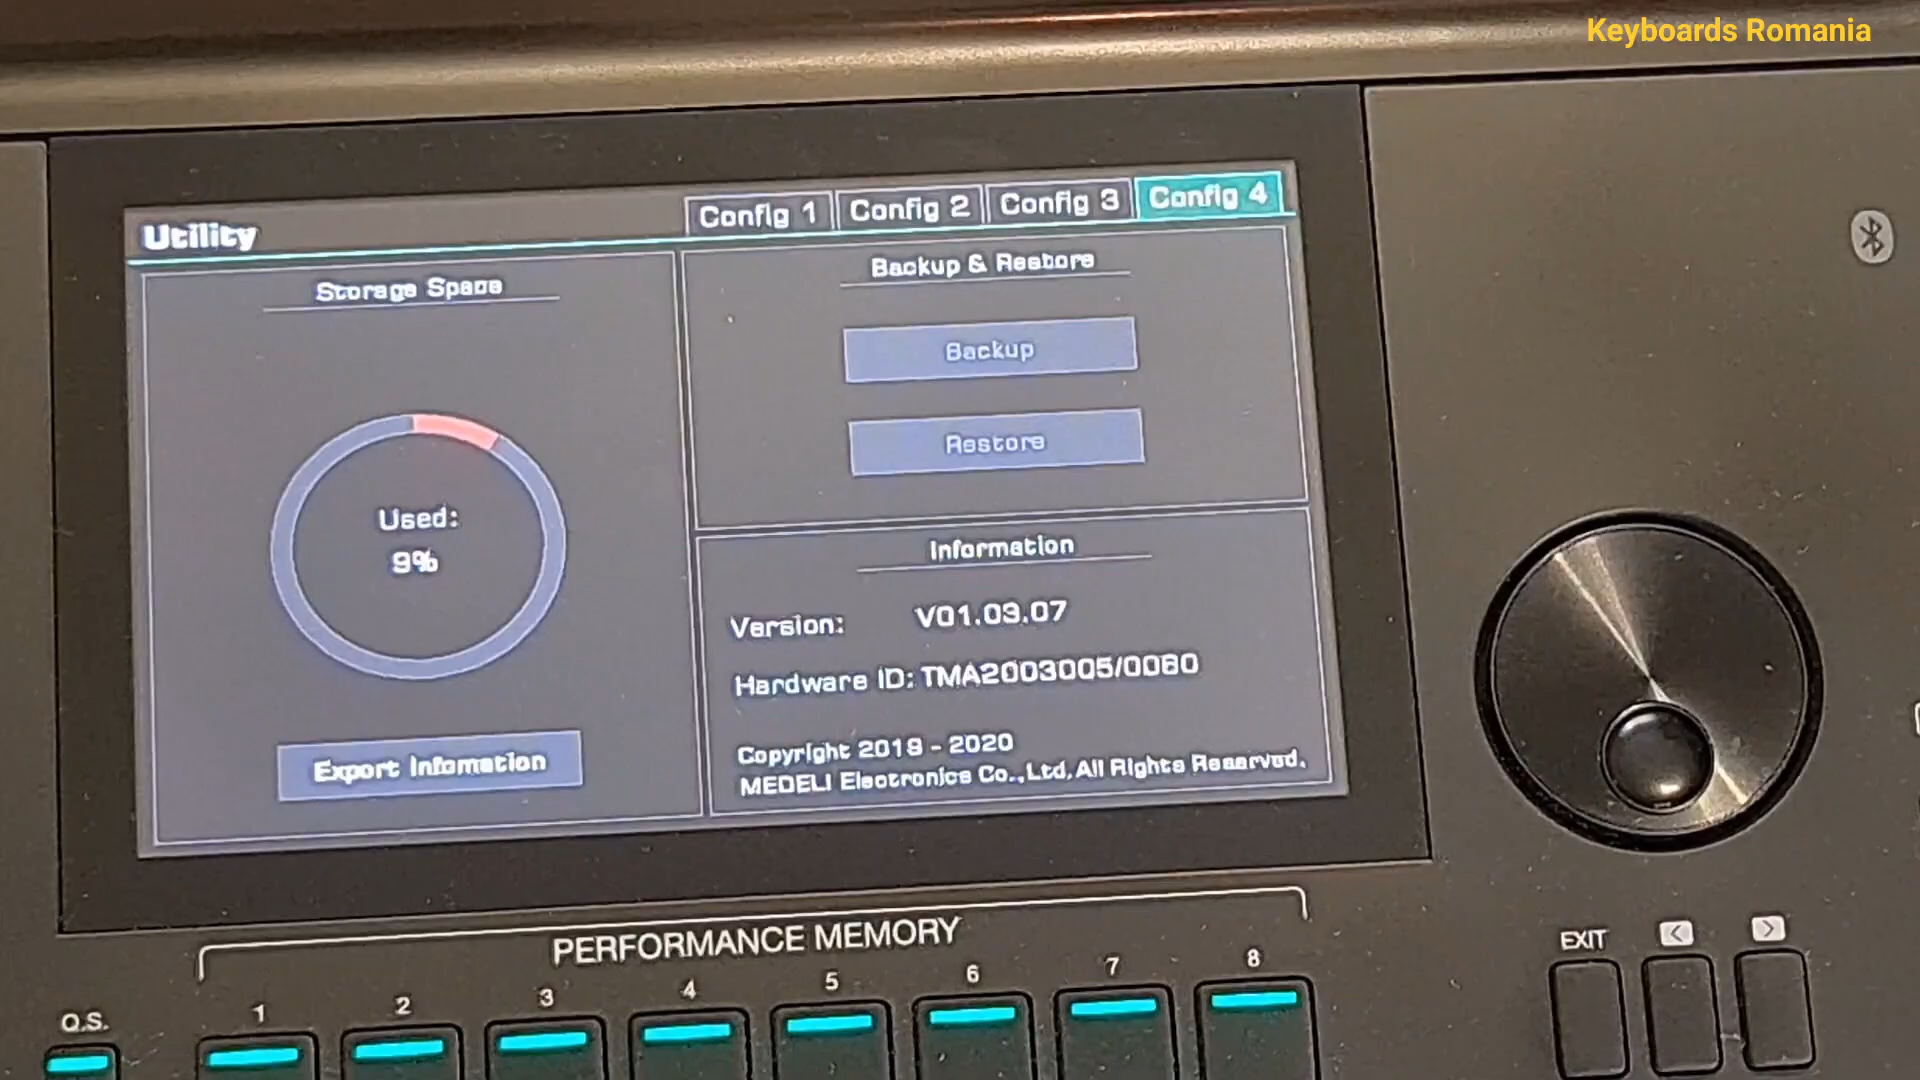 Keyboards Romania
Utility
Config 1
Config 2
Config 3
Config 4
Storage Space
Used:
9%
Export Infomation
Backup & Restore
Backup
Restore
Information
Version: V01.03.07
Hardware ID: TMA2003005/0060
Copyright 2019 - 2020
MEDELI Electronics Co.,Ltd.All Rights Reserved.
PERFORMANCE MEMORY
Q.S.
1
2
3
4
5
6
7
8
EXIT
<
>